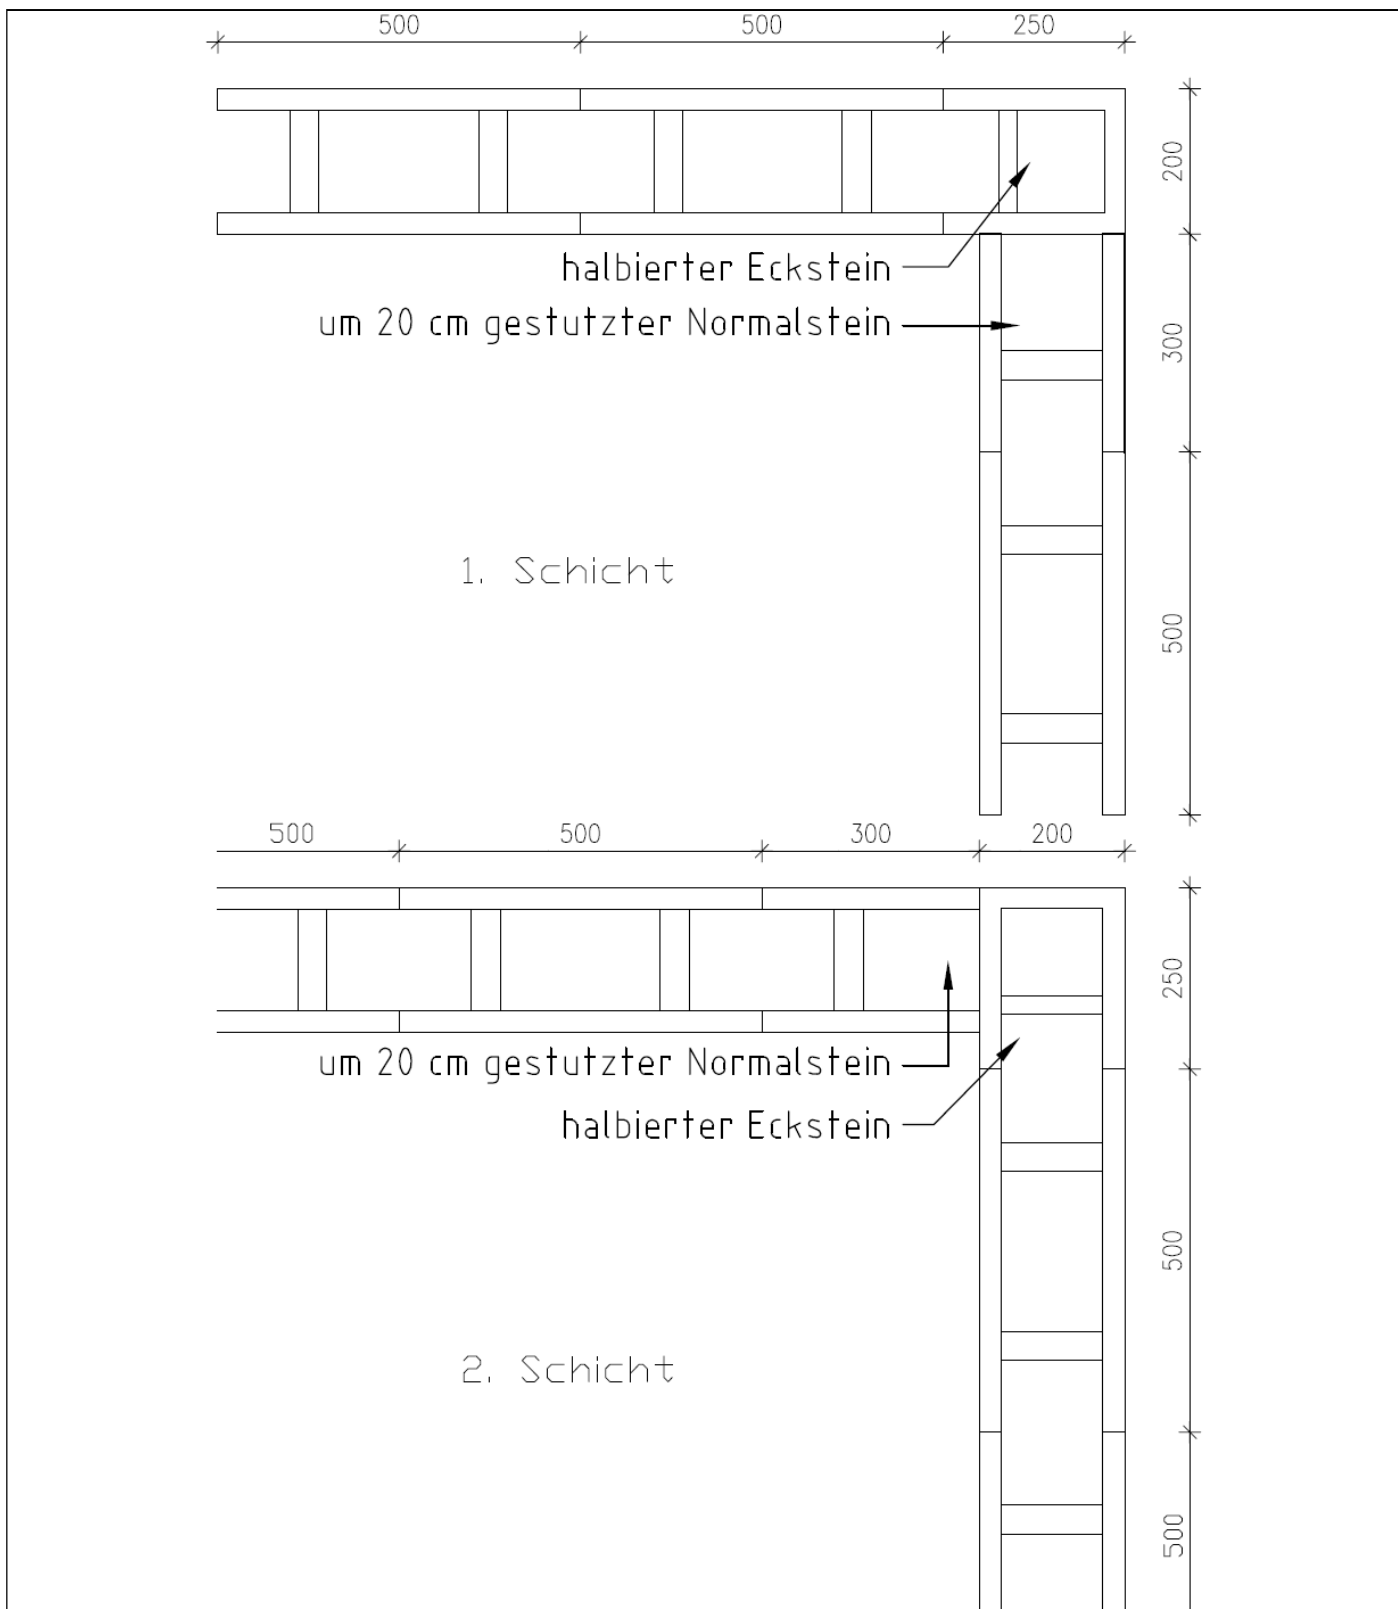 500 500 250
200
halbierter Eckstein
um 20 cm gestutzter Normalstein
300
1. Schicht
500
500 500 300 200
250
um 20 cm gestutzter Normalstein
halbierter Eckstein
500
2. Schicht
500